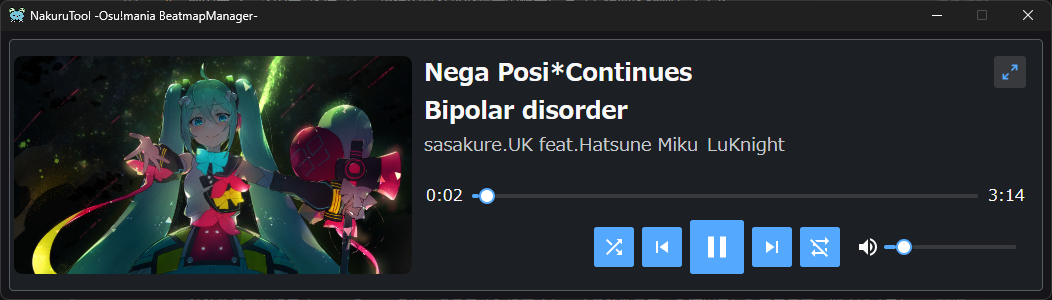 NakuruTool -Osu!mania BeatmapManager-
Nega Posi*Continues
Bipolar disorder
sasakure.UK feat.Hatsune Miku LuKnight
0:02
3:14